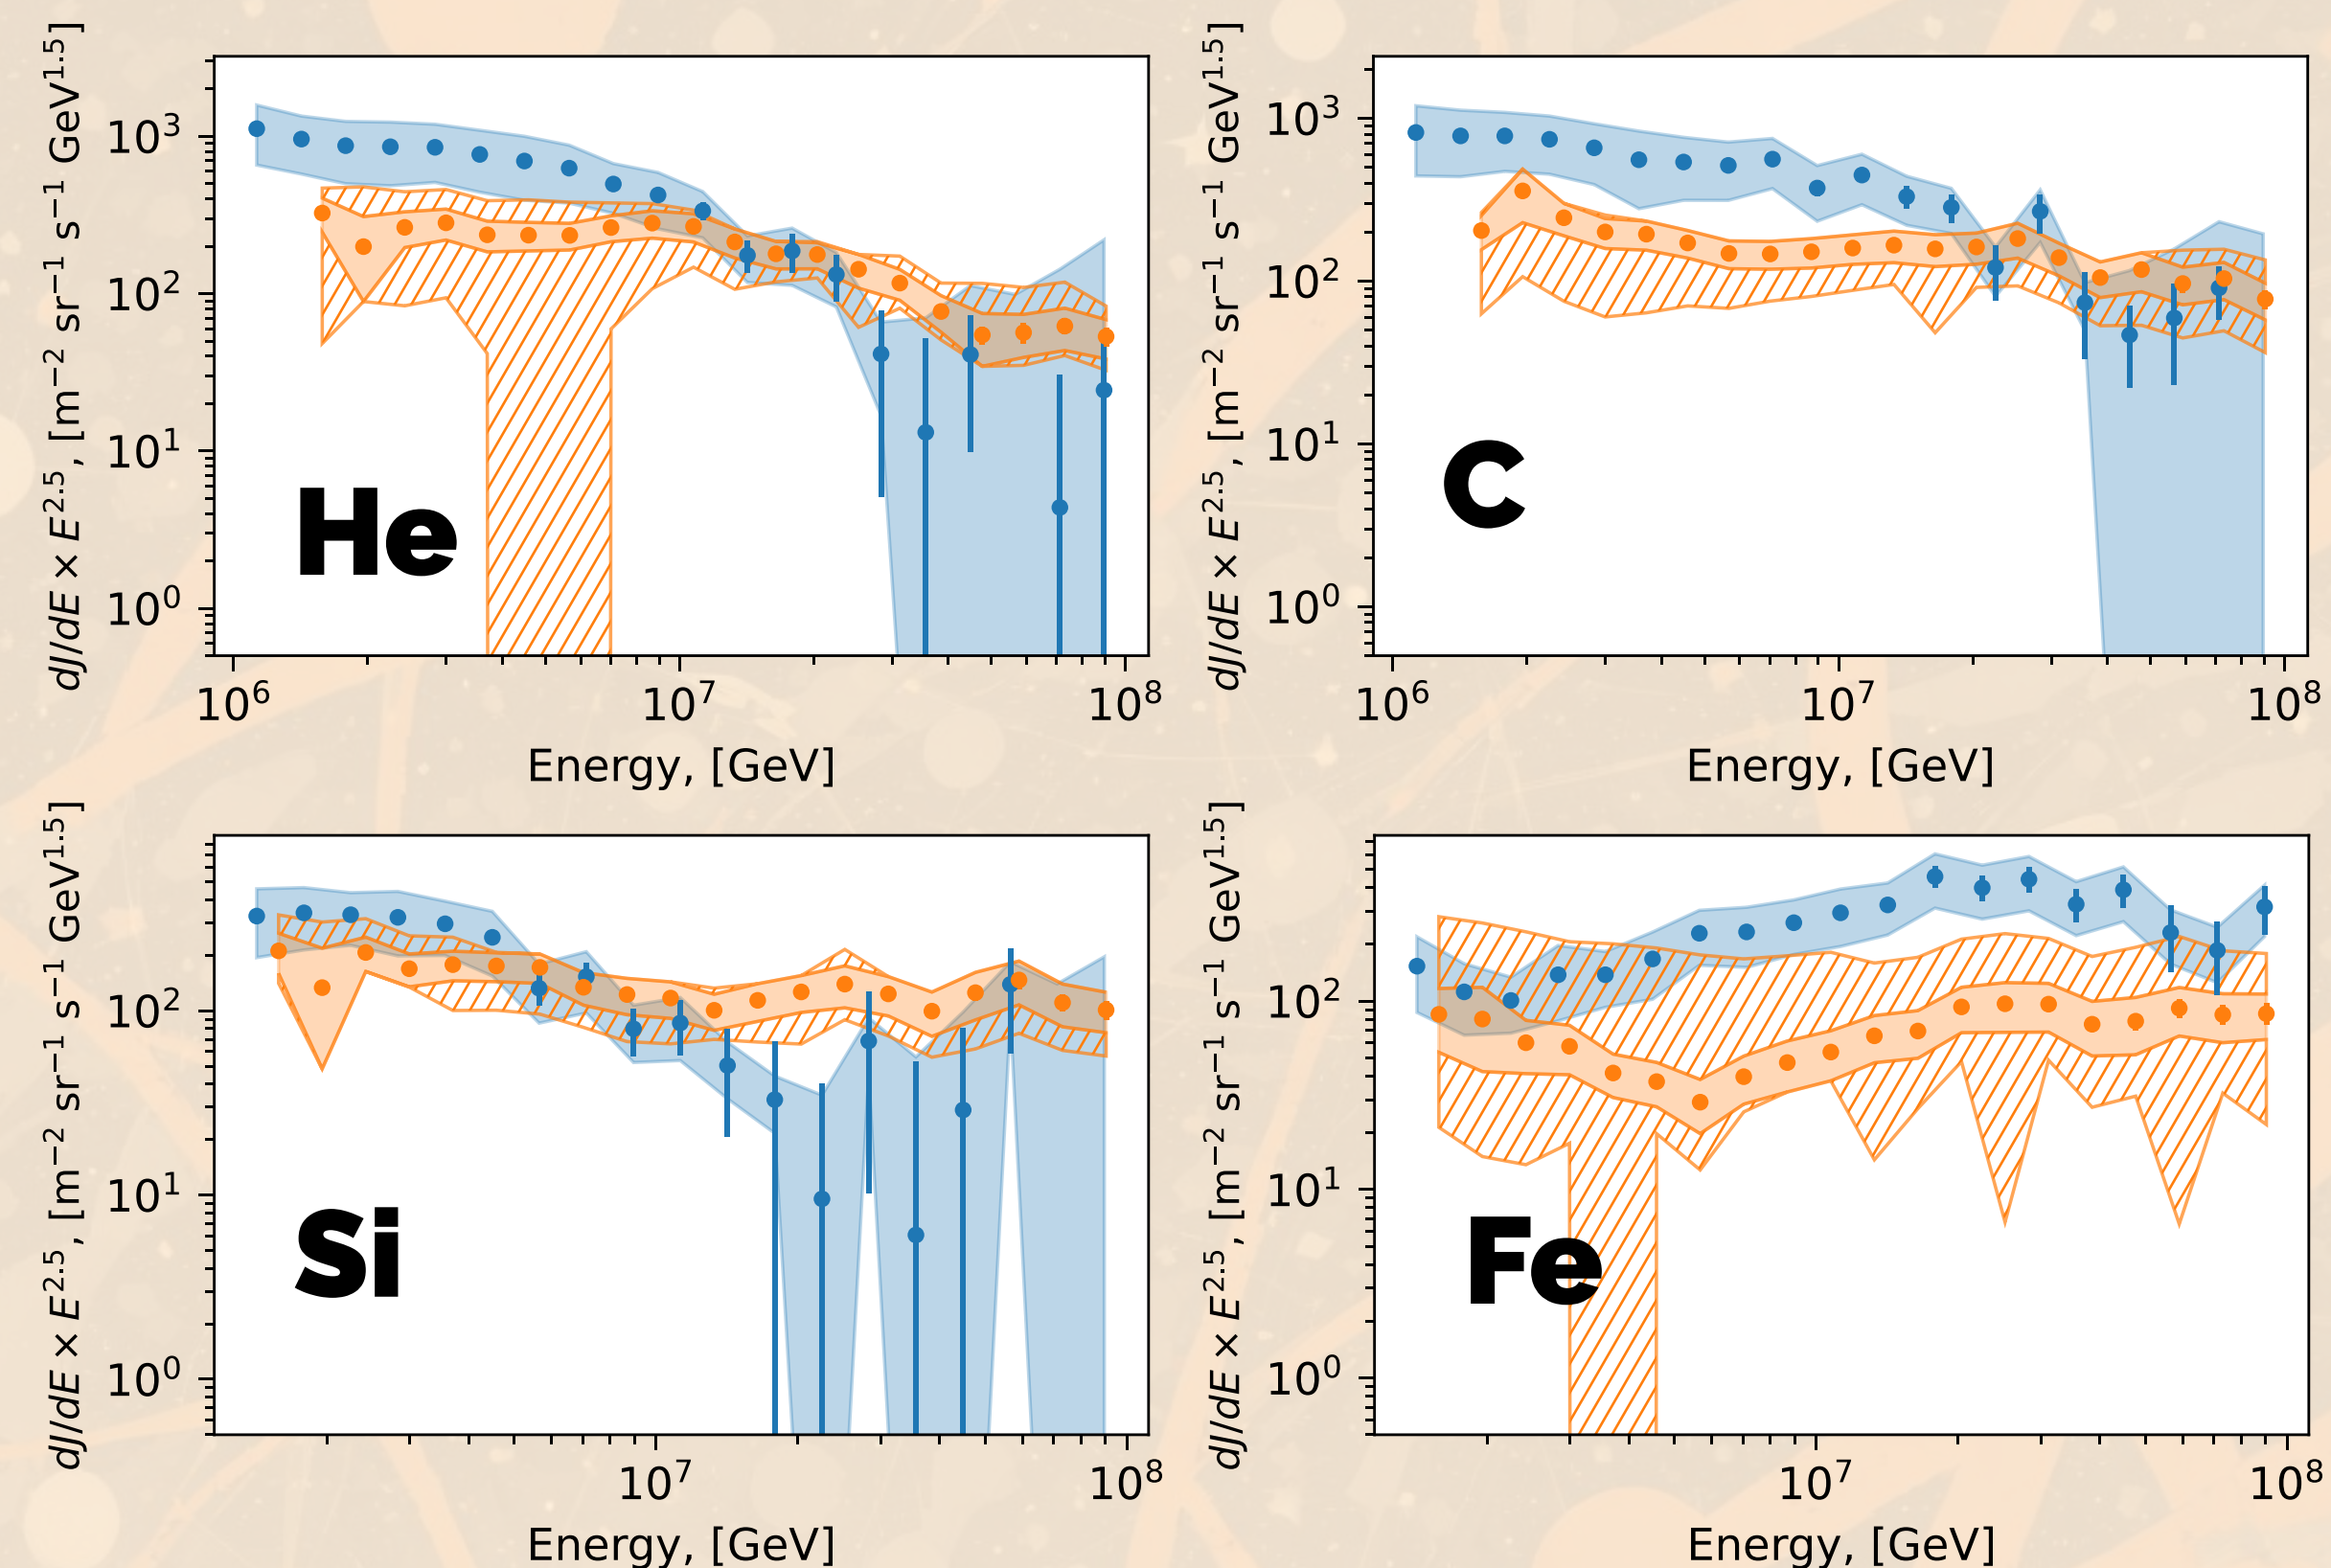 dJ/dE × E^2.5, [m^−2 sr^−1 s^−1 GeV^1.5]
10^3
10^2
10^1
10^0
He
10^6 10^7 10^8
Energy, [GeV]
dJ/dE × E^2.5, [m^−2 sr^−1 s^−1 GeV^1.5]
10^3
10^2
10^1
10^0
C
10^6 10^7 10^8
Energy, [GeV]
dJ/dE × E^2.5, [m^−2 sr^−1 s^−1 GeV^1.5]
10^2
10^1
10^0
Si
10^7 10^8
Energy, [GeV]
dJ/dE × E^2.5, [m^−2 sr^−1 s^−1 GeV^1.5]
10^2
10^1
10^0
Fe
10^7 10^8
Energy, [GeV]